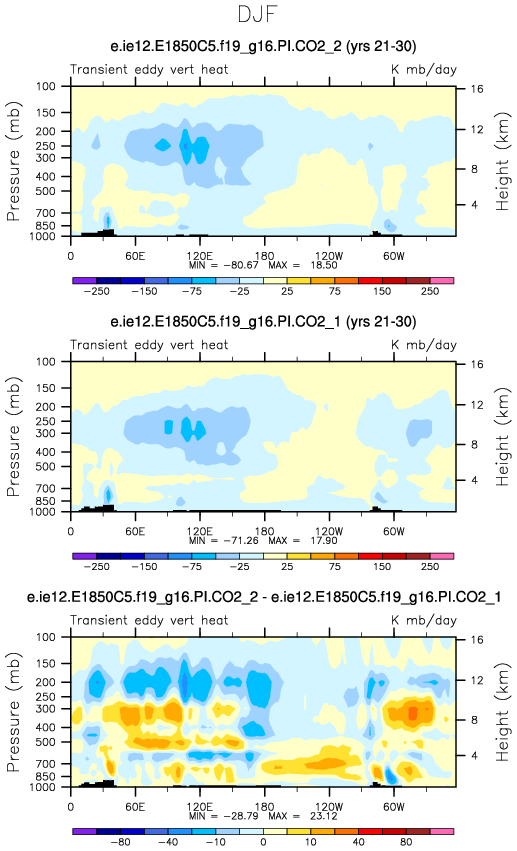 DJF
e.ie12.E1850C5.f19_g16.PI.CO2_2 (yrs 21-30)
Transient eddy vert heat K mb/day
Pressure (mb)
Height (km)
100
150
200
250
300
400
500
700
850
1000
16
12
8
4
0 60E 120E 180 120W 60W
MIN = -80.67 MAX = 18.50
-250 -150 -75 -25 25 75 150 250
e.ie12.E1850C5.f19_g16.PI.CO2_1 (yrs 21-30)
Transient eddy vert heat K mb/day
Pressure (mb)
Height (km)
100
150
200
250
300
400
500
700
850
1000
16
12
8
4
0 60E 120E 180 120W 60W
MIN = -71.26 MAX = 17.90
-250 -150 -75 -25 25 75 150 250
e.ie12.E1850C5.f19_g16.PI.CO2_2 - e.ie12.E1850C5.f19_g16.PI.CO2_1
Transient eddy vert heat K mb/day
Pressure (mb)
Height (km)
100
150
200
250
300
400
500
700
850
1000
16
12
8
4
0 60E 120E 180 120W 60W
MIN = -28.79 MAX = 23.12
-80 -40 -10 0 10 40 80